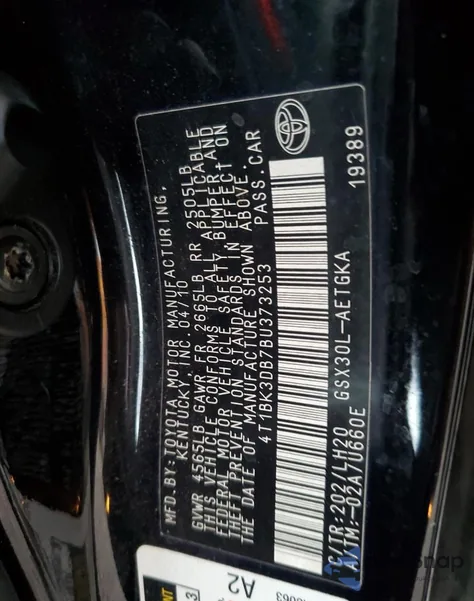 MFD.BY:TOYOTA MOTOR MANUFACTURING,
KENTUCKY, INC. 04/10
GVWR 4565LB GAWR FR 2665LB RR 2505LB
THIS VEHICLE CONFORMS TO ALL APPLICABLE
FEDERAL MOTOR VEHICLE SAFETY, BUMPER AND
THEFT PREVENTION STANDARDS IN EFFECT ON
THE DATE OF MANUFACTURE SHOWN ABOVE.
4T1BK3DB7BU373253 PASS.CAR
C/TR:202/LH20 GSX30L-AETGKA
A/TM:-02A/U660E
19389
A2